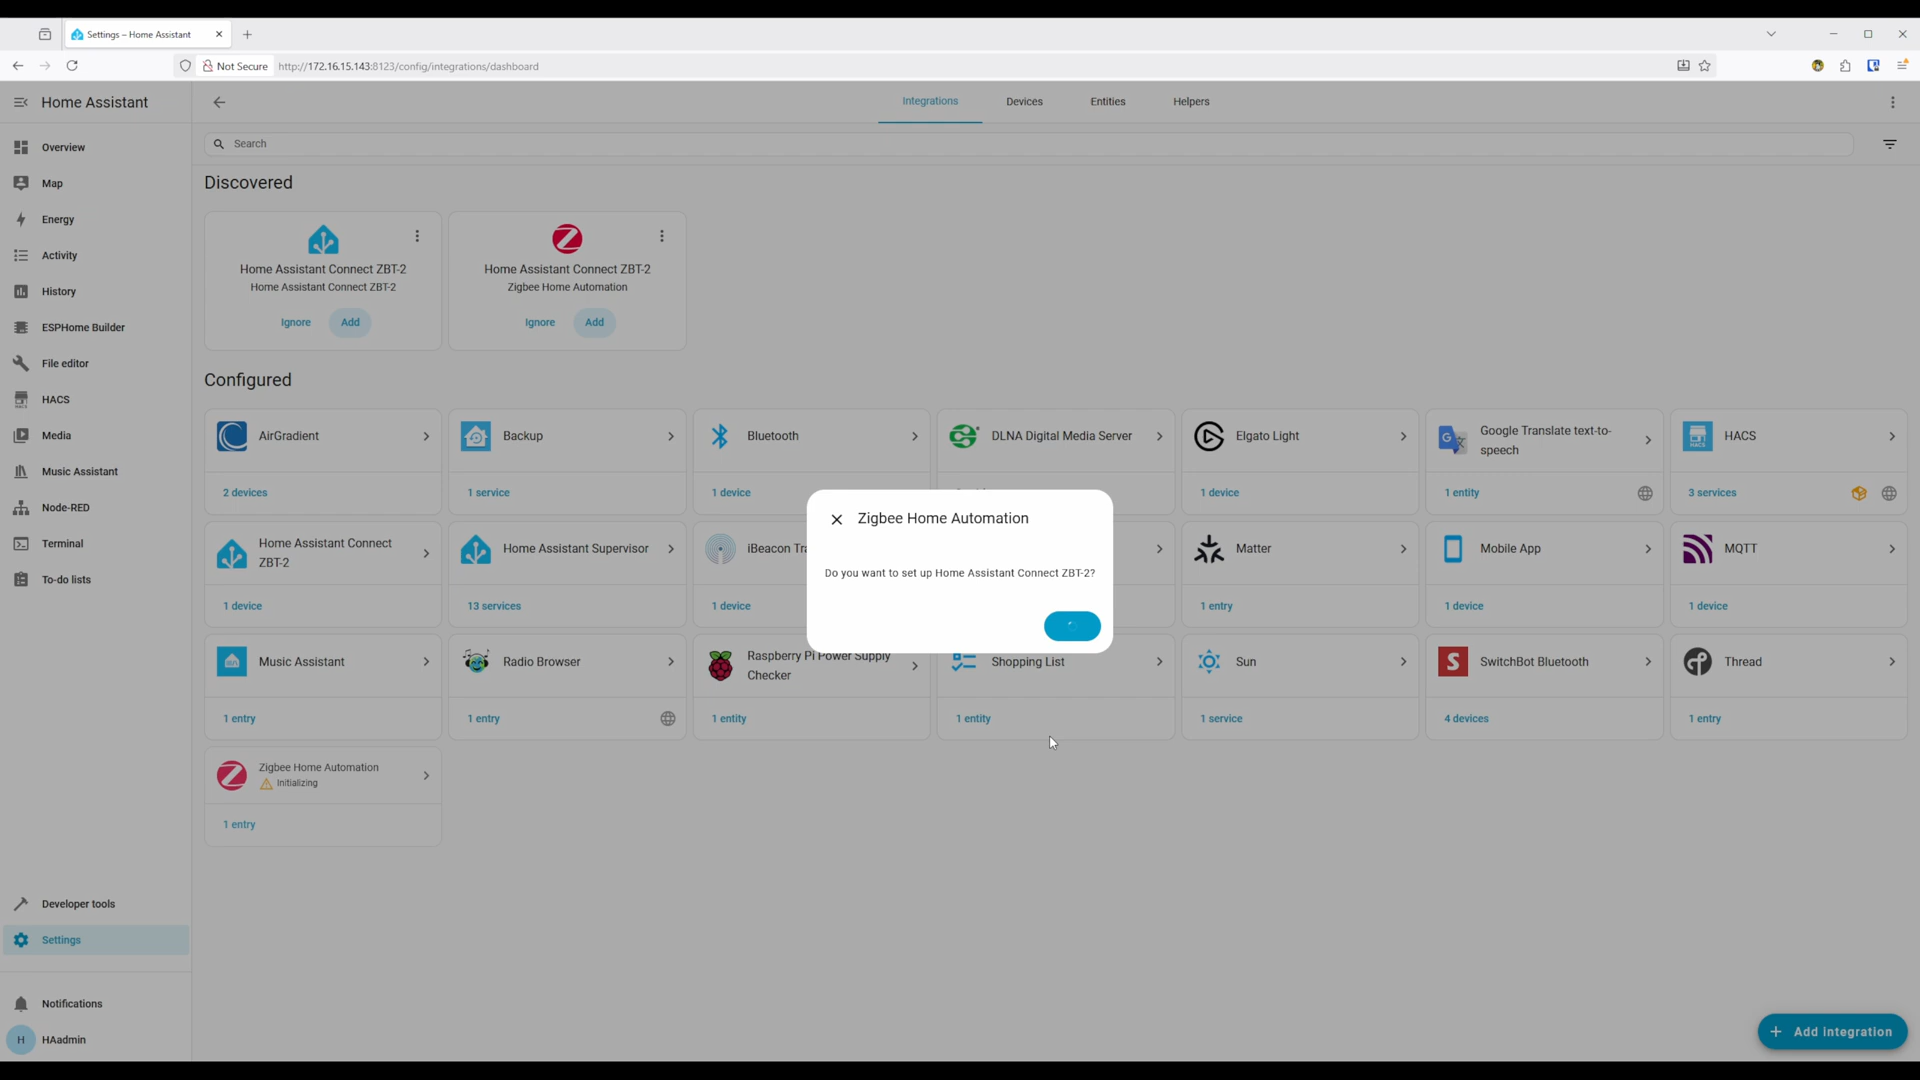 Settings – Home Assistant
Not Secure
http://172.16.15.143:8123/config/integrations/dashboard
Home Assistant
Integrations
Devices
Entities
Helpers
Overview
Map
Energy
Activity
History
ESPHome Builder
File editor
HACS
Media
Music Assistant
Node-RED
Terminal
To-do lists
Developer tools
Settings
Notifications
H
HAadmin
Search
Discovered
Home Assistant Connect ZBT-2
Home Assistant Connect ZBT-2
Ignore
Add
Home Assistant Connect ZBT-2
Zigbee Home Automation
Ignore
Add
Configured
AirGradient
2 devices
Backup
1 service
Bluetooth
1 device
DLNA Digital Media Server
Elgato Light
1 device
Google Translate text-to-
speech
1 entity
HACS
3 services
Home Assistant Connect
ZBT-2
1 device
Home Assistant Supervisor
13 services
iBeacon Tra
1 device
Matter
1 entry
Mobile App
1 device
MQTT
1 device
Music Assistant
1 entry
Radio Browser
1 entry
Raspberry Pi Power Supply
Checker
1 entity
Shopping List
1 entity
Sun
1 service
SwitchBot Bluetooth
4 devices
Thread
1 entry
Zigbee Home Automation
Initializing
1 entry
Zigbee Home Automation
Do you want to set up Home Assistant Connect ZBT-2?
Add integration